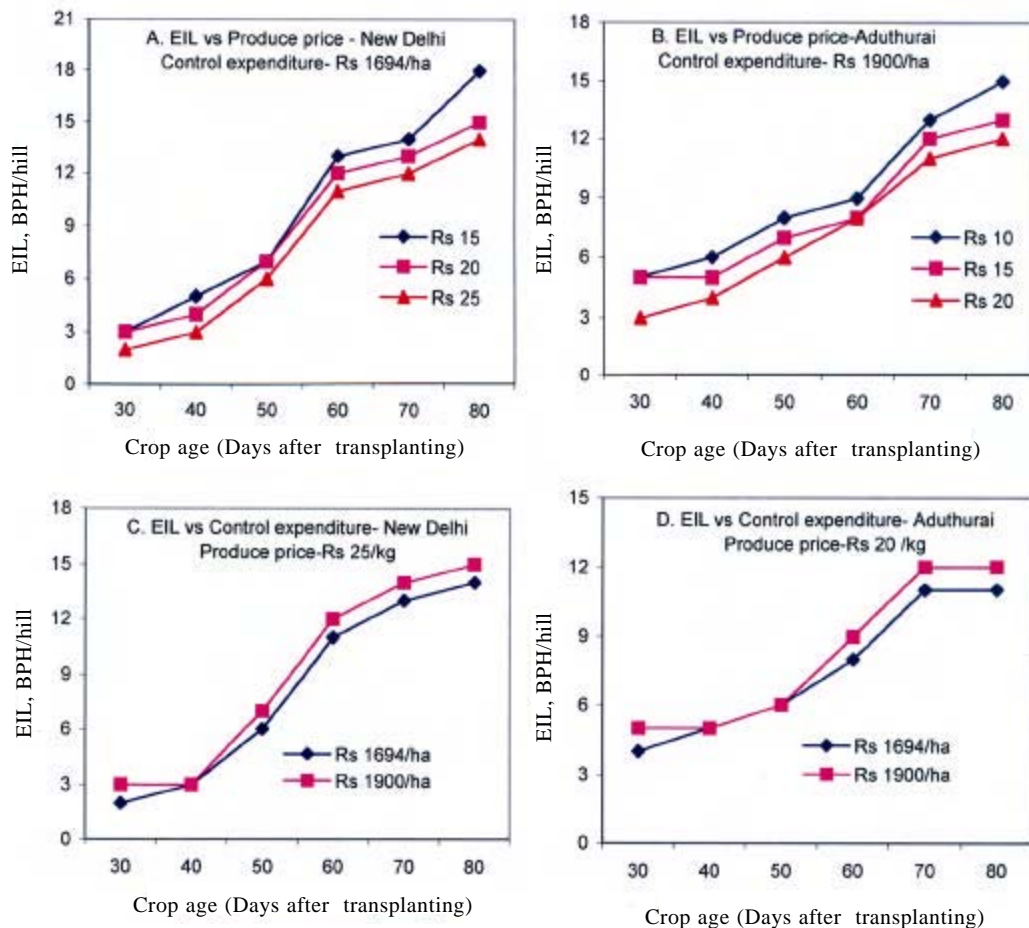 A. EIL vs Produce price - New Delhi
Control expenditure- Rs 1694/ha
EIL, BPH/hill
21
18
15
12
9
6
3
0
Rs 15
Rs 20
Rs 25
30 40 50 60 70 80
Crop age (Days after transplanting)
B. EIL vs Produce price-Aduthurai
Control expenditure- Rs 1900/ha
EIL, BPH/hill
18
15
12
9
6
3
0
Rs 10
Rs 15
Rs 20
30 40 50 60 70 80
Crop age (Days after transplanting)
C. EIL vs Control expenditure- New Delhi
Produce price-Rs 25/kg
EIL, BPH/hill
18
15
12
9
6
3
0
Rs 1694/ha
Rs 1900/ha
30 40 50 60 70 80
Crop age (Days after transplanting)
D. EIL vs Control expenditure- Aduthurai
Produce price-Rs 20 /kg
EIL, BPH/hill
15
12
9
6
3
0
Rs 1694/ha
Rs 1900/ha
30 40 50 60 70 80
Crop age (Days after transplanting)